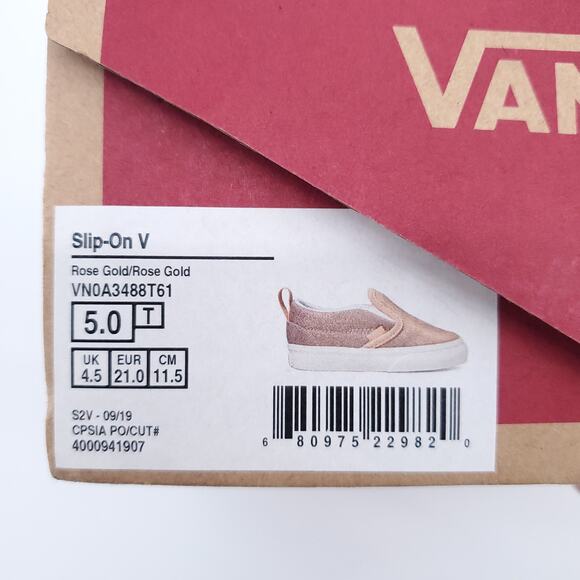 VAN
Slip-On V
Rose Gold/Rose Gold
VN0A3488T61
5.0 T
UK EUR CM
4.5 21.0 11.5
S2V - 09/19
CPSIA PO/CUT#
4000941907
6 80975 22982 0